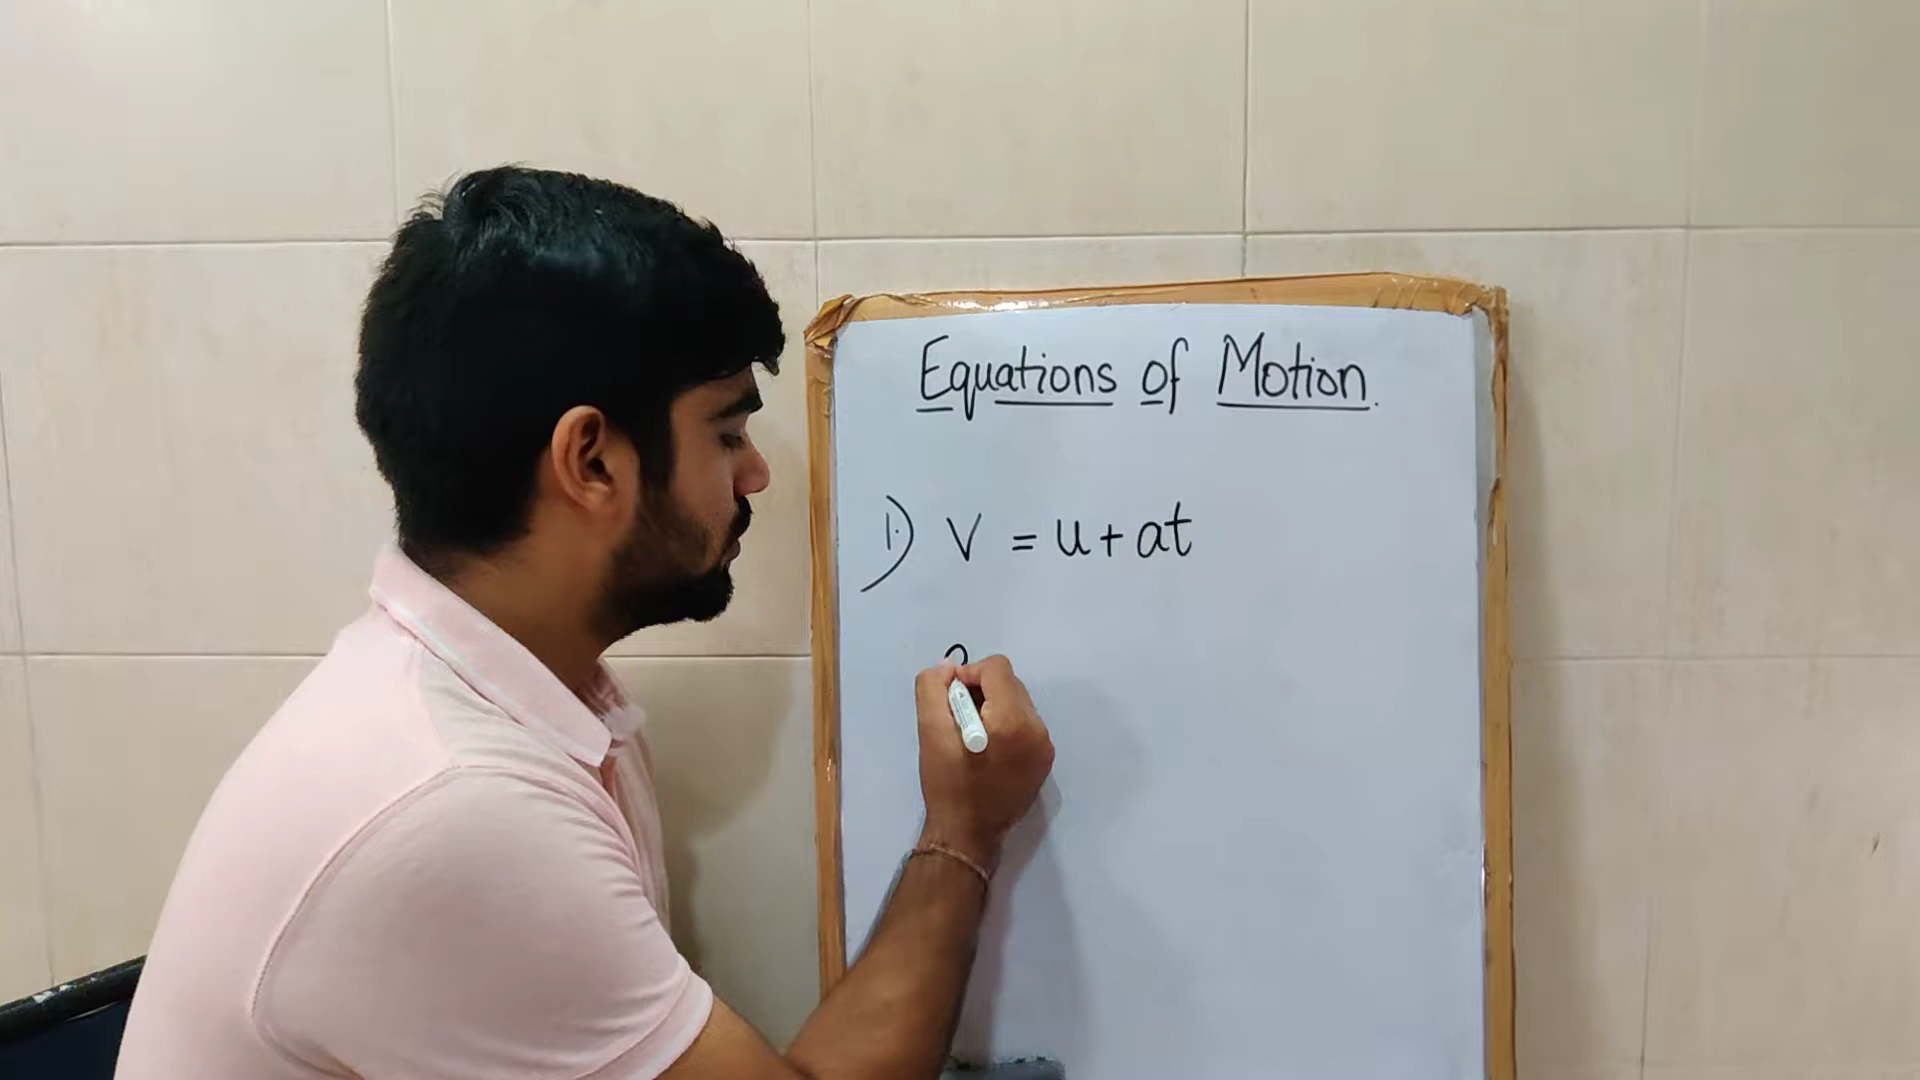 Equations of Motion.
1.) v = u + at